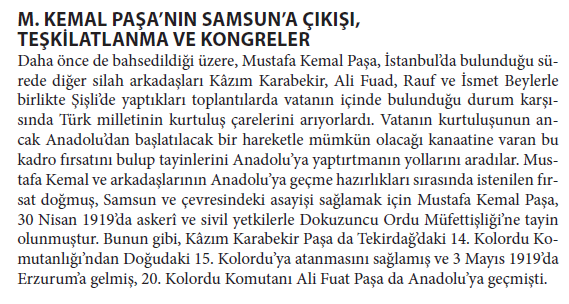 M. KEMAL PAŞA’NIN SAMSUN’A ÇIKIŞI,
TEŞKİLATLANMA VE KONGRELER
Daha önce de bahsedildiği üzere, Mustafa Kemal Paşa, İstanbul’da bulunduğu sü-
rede diğer silah arkadaşları Kâzım Karabekir, Ali Fuad, Rauf ve İsmet Beylerle
birlikte Şişli’de yaptıkları toplantılarda vatanın içinde bulunduğu durum karşı-
sında Türk milletinin kurtuluş çarelerini arıyorlardı. Vatanın kurtuluşunun an-
cak Anadolu’dan başlatılacak bir hareketle mümkün olacağı kanaatine varan bu
kadro fırsatını bulup tayinlerini Anadolu’ya yaptırtmanın yollarını aradılar. Mus-
tafa Kemal ve arkadaşlarının Anadolu’ya geçme hazırlıkları sırasında istenilen fır-
sat doğmuş, Samsun ve çevresindeki asayişi sağlamak için Mustafa Kemal Paşa,
30 Nisan 1919’da askerî ve sivil yetkilerle Dokuzuncu Ordu Müfettişliği’ne tayin
olunmuştur. Bunun gibi, Kâzım Karabekir Paşa da Tekirdağ’daki 14. Kolordu Ko-
mutanlığı’ndan Doğudaki 15. Kolordu’ya atanmasını sağlamış ve 3 Mayıs 1919’da
Erzurum’a gelmiş, 20. Kolordu Komutanı Ali Fuat Paşa da Anadolu’ya geçmişti.